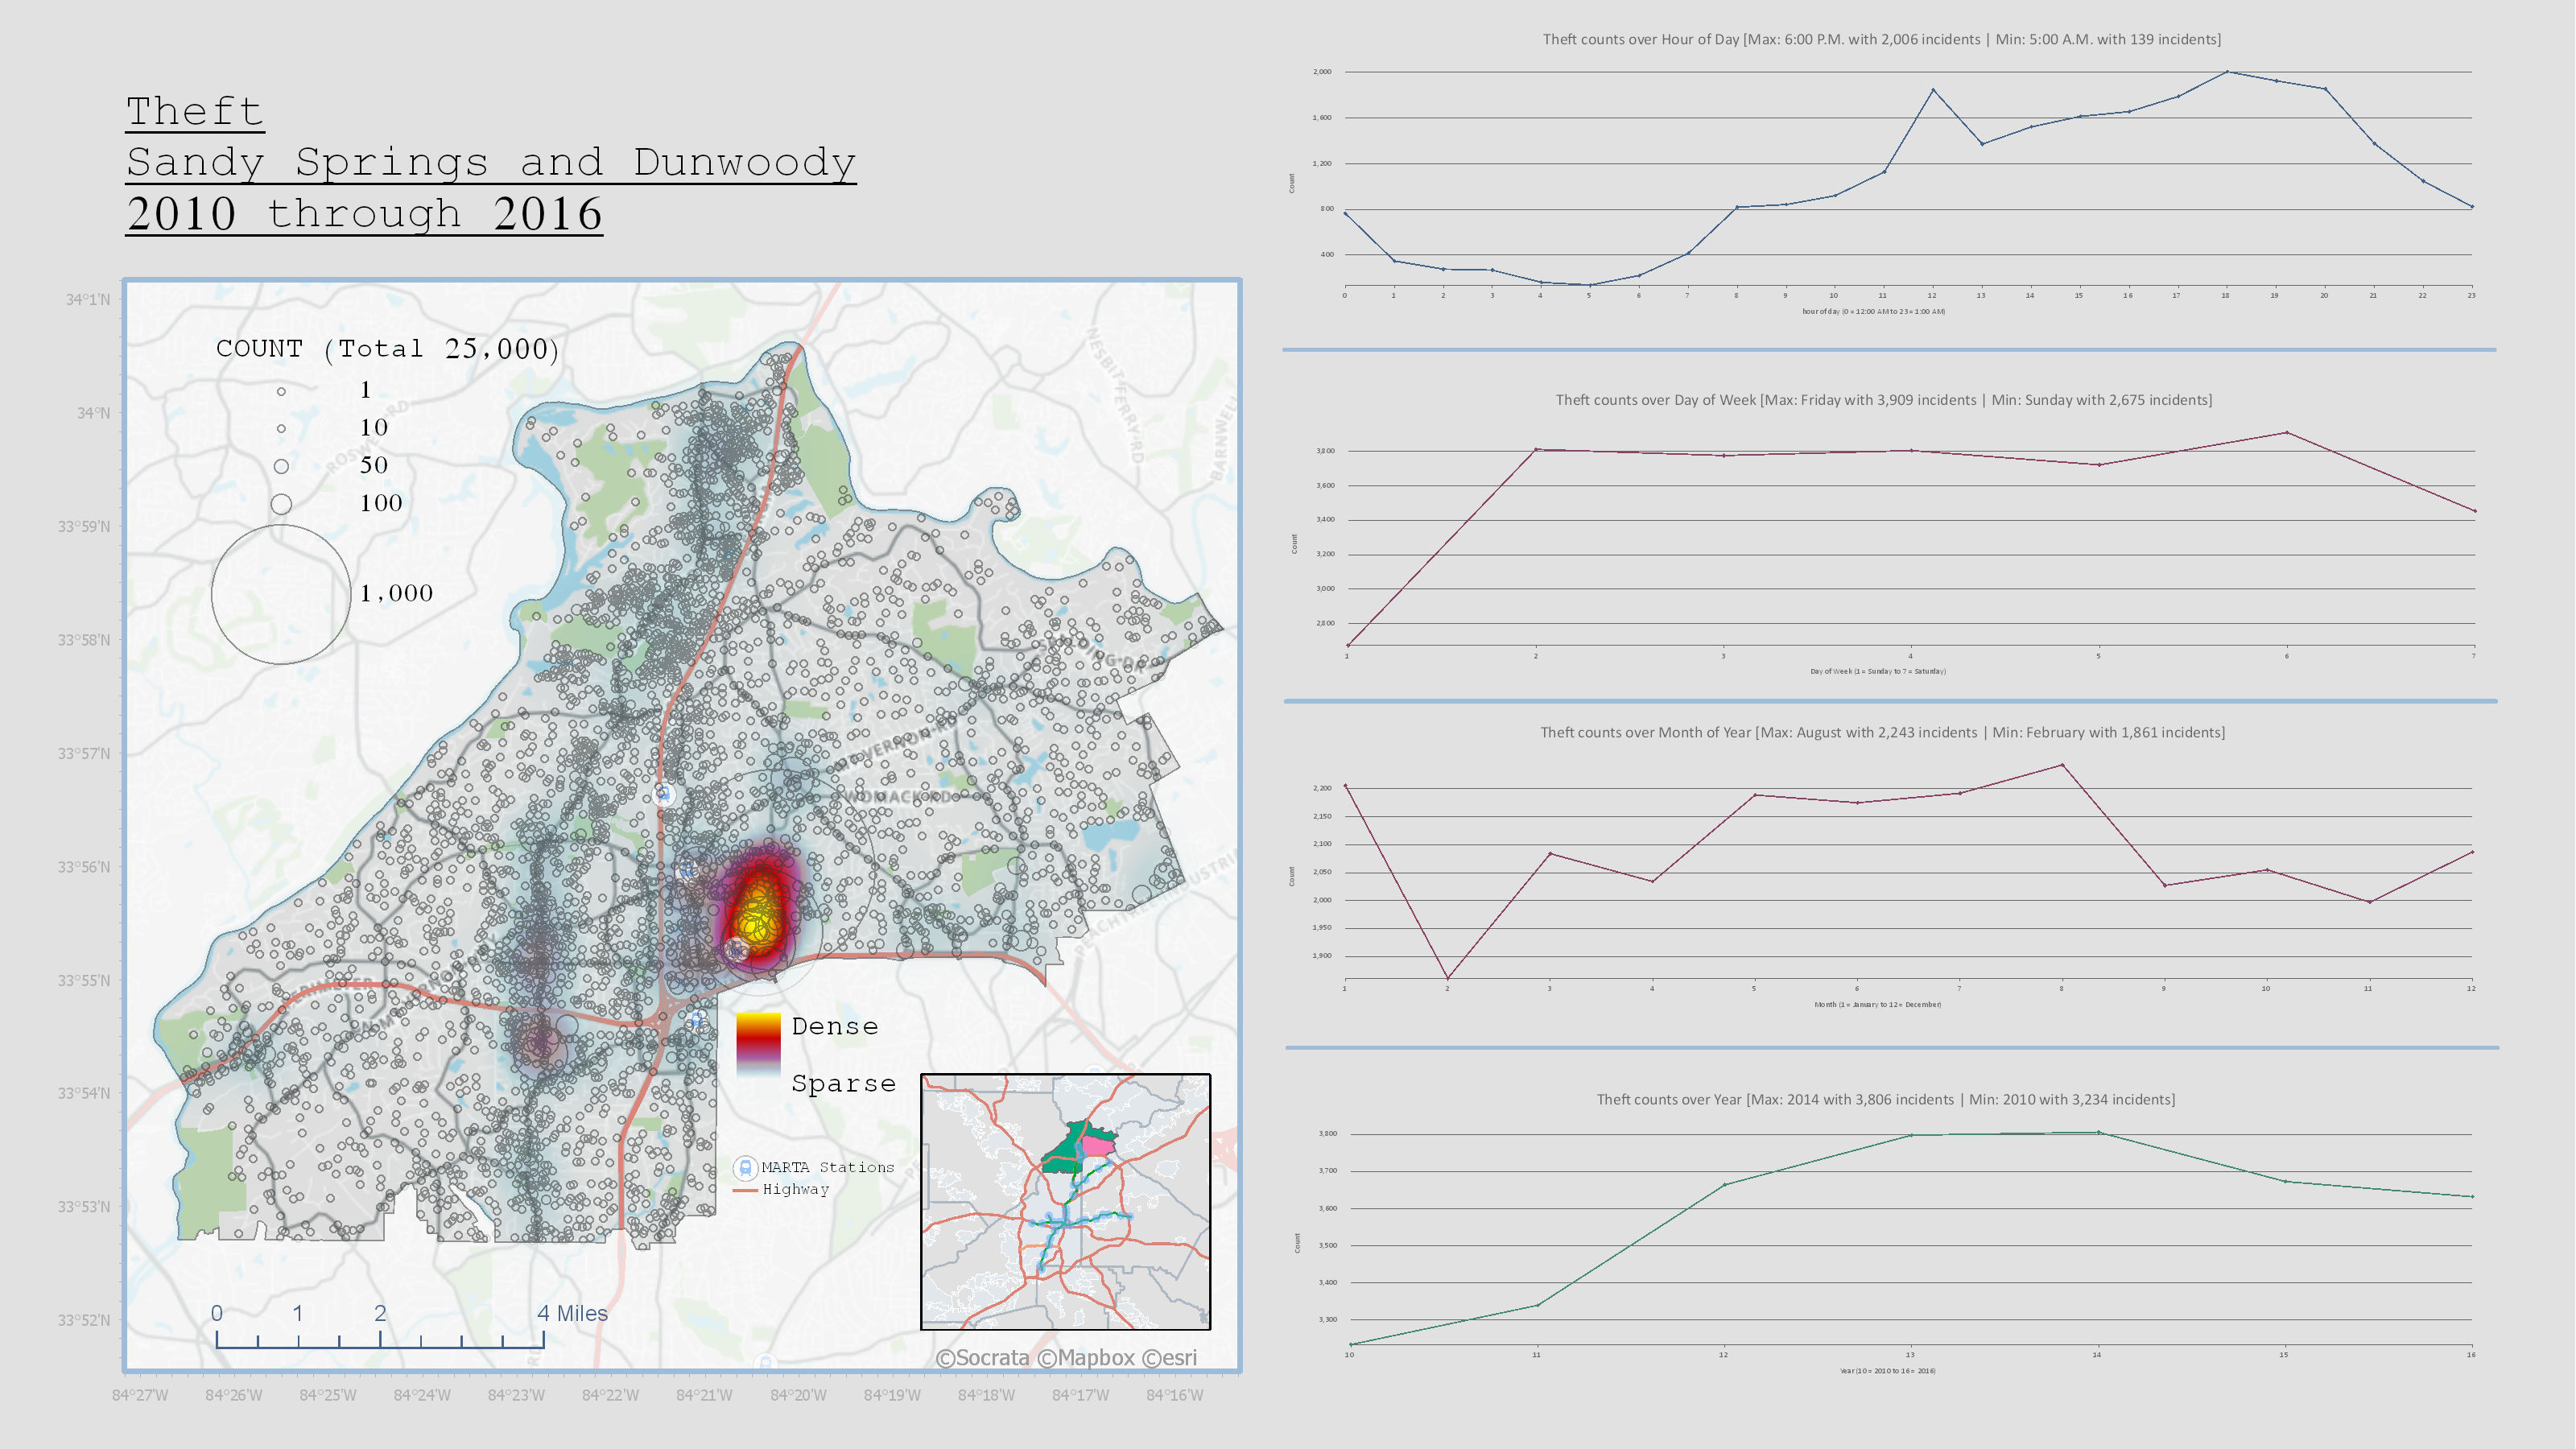 Theft
Sandy Springs and Dunwoody
2010 through 2016
34°1'N
34°N
33°59'N
33°58'N
33°57'N
33°56'N
33°55'N
33°54'N
33°53'N
33°52'N
COUNT (Total 25,000)
1
10
50
100
1,000
NESBIT-FERRY-RD
BARNWELL
SPALDING-DR
WOMACK-RD
Dense
Sparse
MARTA Stations
Highway
0 1 2 4 Miles
©Socrata ©Mapbox ©esri
84°27'W 84°26'W 84°25'W 84°24'W 84°23'W 84°22'W 84°21'W 84°20'W 84°19'W 84°18'W 84°17'W 84°16'W
Theft counts over Hour of Day [Max: 6:00 P.M. with 2,006 incidents | Min: 5:00 A.M. with 139 incidents]
2,000
1,600
1,200
800
400
Count
0 1 2 3 4 5 6 7 8 9 10 11 12 13 14 15 16 17 18 19 20 21 22 23
hour of day (0 = 12:00 AM to 23 = 1:00 AM)
Theft counts over Day of Week [Max: Friday with 3,909 incidents | Min: Sunday with 2,675 incidents]
3,800
3,600
3,400
3,200
3,000
2,800
Count
1 2 3 4 5 6 7
Day of Week (1 = Sunday to 7 = Saturday)
Theft counts over Month of Year [Max: August with 2,243 incidents | Min: February with 1,861 incidents]
2,200
2,150
2,100
2,050
2,000
1,950
1,900
Count
1 2 3 4 5 6 7 8 9 10 11 12
Month (1 = January to 12 = December)
Theft counts over Year [Max: 2014 with 3,806 incidents | Min: 2010 with 3,234 incidents]
3,800
3,700
3,600
3,500
3,400
3,300
Count
10 11 12 13 14 15 16
Year (10 = 2010 to 16 = 2016)